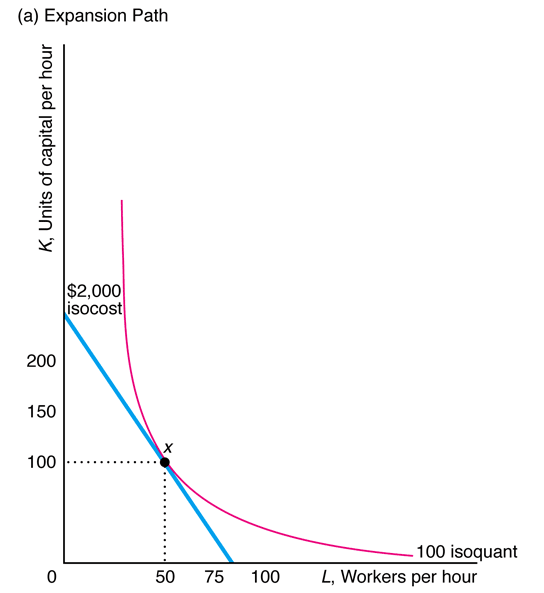 (a) Expansion Path
K, Units of capital per hour
$2,000
isocost
200
150
x
100
100 isoquant
0
50
75
100
L, Workers per hour